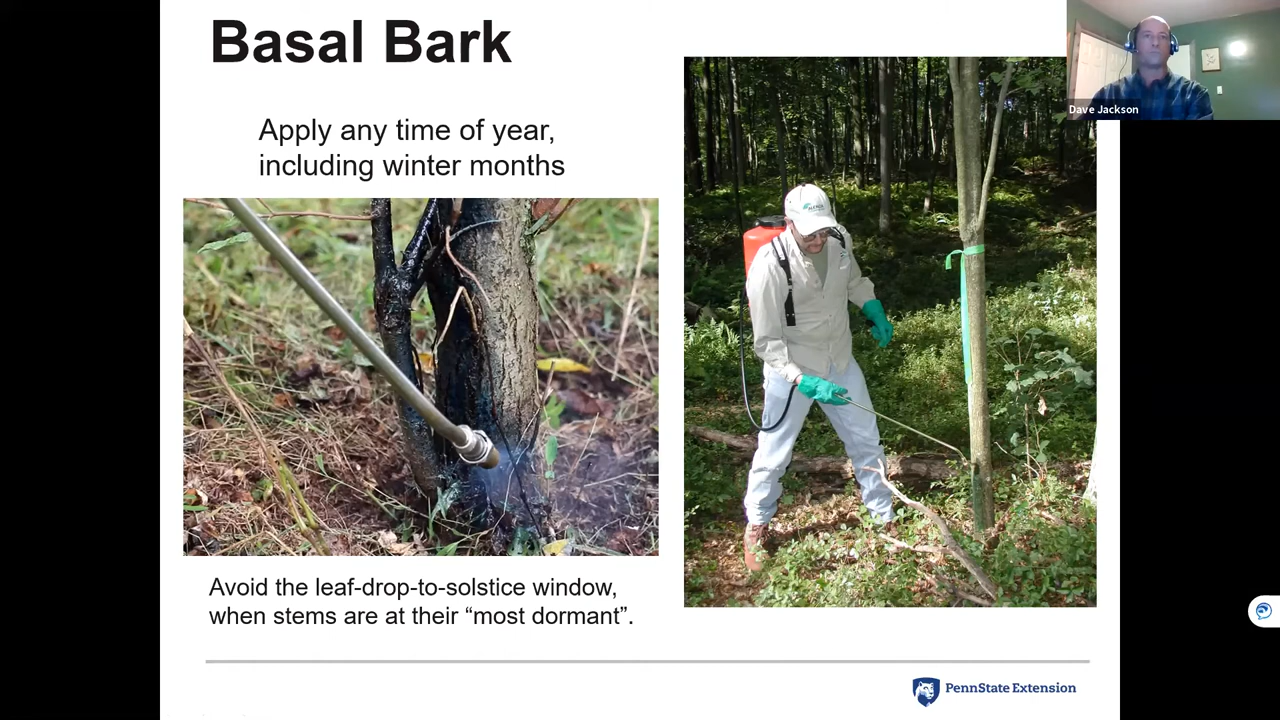 Basal Bark
Apply any time of year,
including winter months
Dave Jackson
Avoid the leaf-drop-to-solstice window,
when stems are at their “most dormant”.
PennState Extension